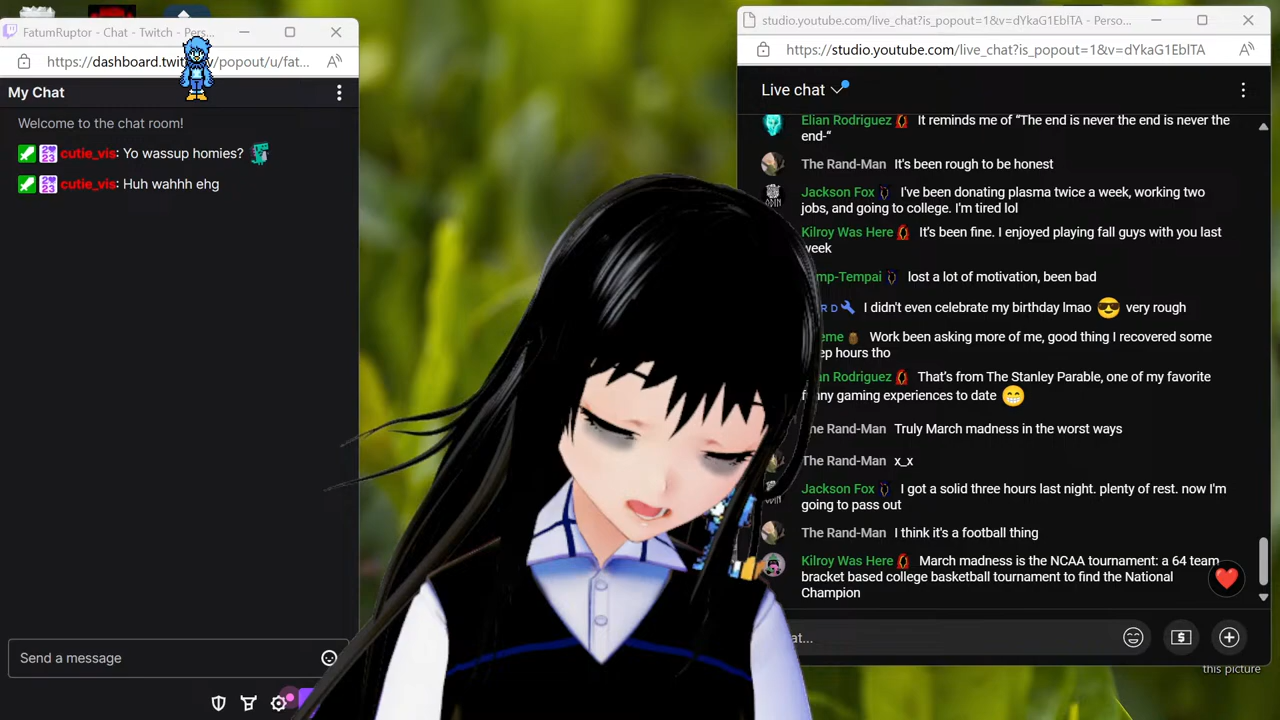 FatumRuptor - Chat - Twitch - Pers...
https://dashboard.twit /popout/u/fat...
My Chat
Welcome to the chat room!
cutie_vis: Yo wassup homies?
cutie_vis: Huh wahhh ehg
Send a message
studio.youtube.com/live_chat?is_popout=1&v=dYkaG1EblTA - Perso...
https://studio.youtube.com/live_chat?is_popout=1&v=dYkaG1EblTA
Live chat
Elian Rodriguez It reminds me of “The end is never the end is never the
end-“
The Rand-Man It's been rough to be honest
Jackson Fox I've been donating plasma twice a week, working two
jobs, and going to college. I'm tired lol
Kilroy Was Here It's been fine. I enjoyed playing fall guys with you last
week
mp-Tempai lost a lot of motivation, been bad
R D I didn't even celebrate my birthday lmao 😎 very rough
eme Work been asking more of me, good thing I recovered some
ep hours tho
an Rodriguez That's from The Stanley Parable, one of my favorite
ny gaming experiences to date 😁
The Rand-Man Truly March madness in the worst ways
The Rand-Man x_x
Jackson Fox I got a solid three hours last night. plenty of rest. now I'm
going to pass out
The Rand-Man I think it's a football thing
Kilroy Was Here March madness is the NCAA tournament: a 64 team
bracket based college basketball tournament to find the National
Champion
at...
this picture